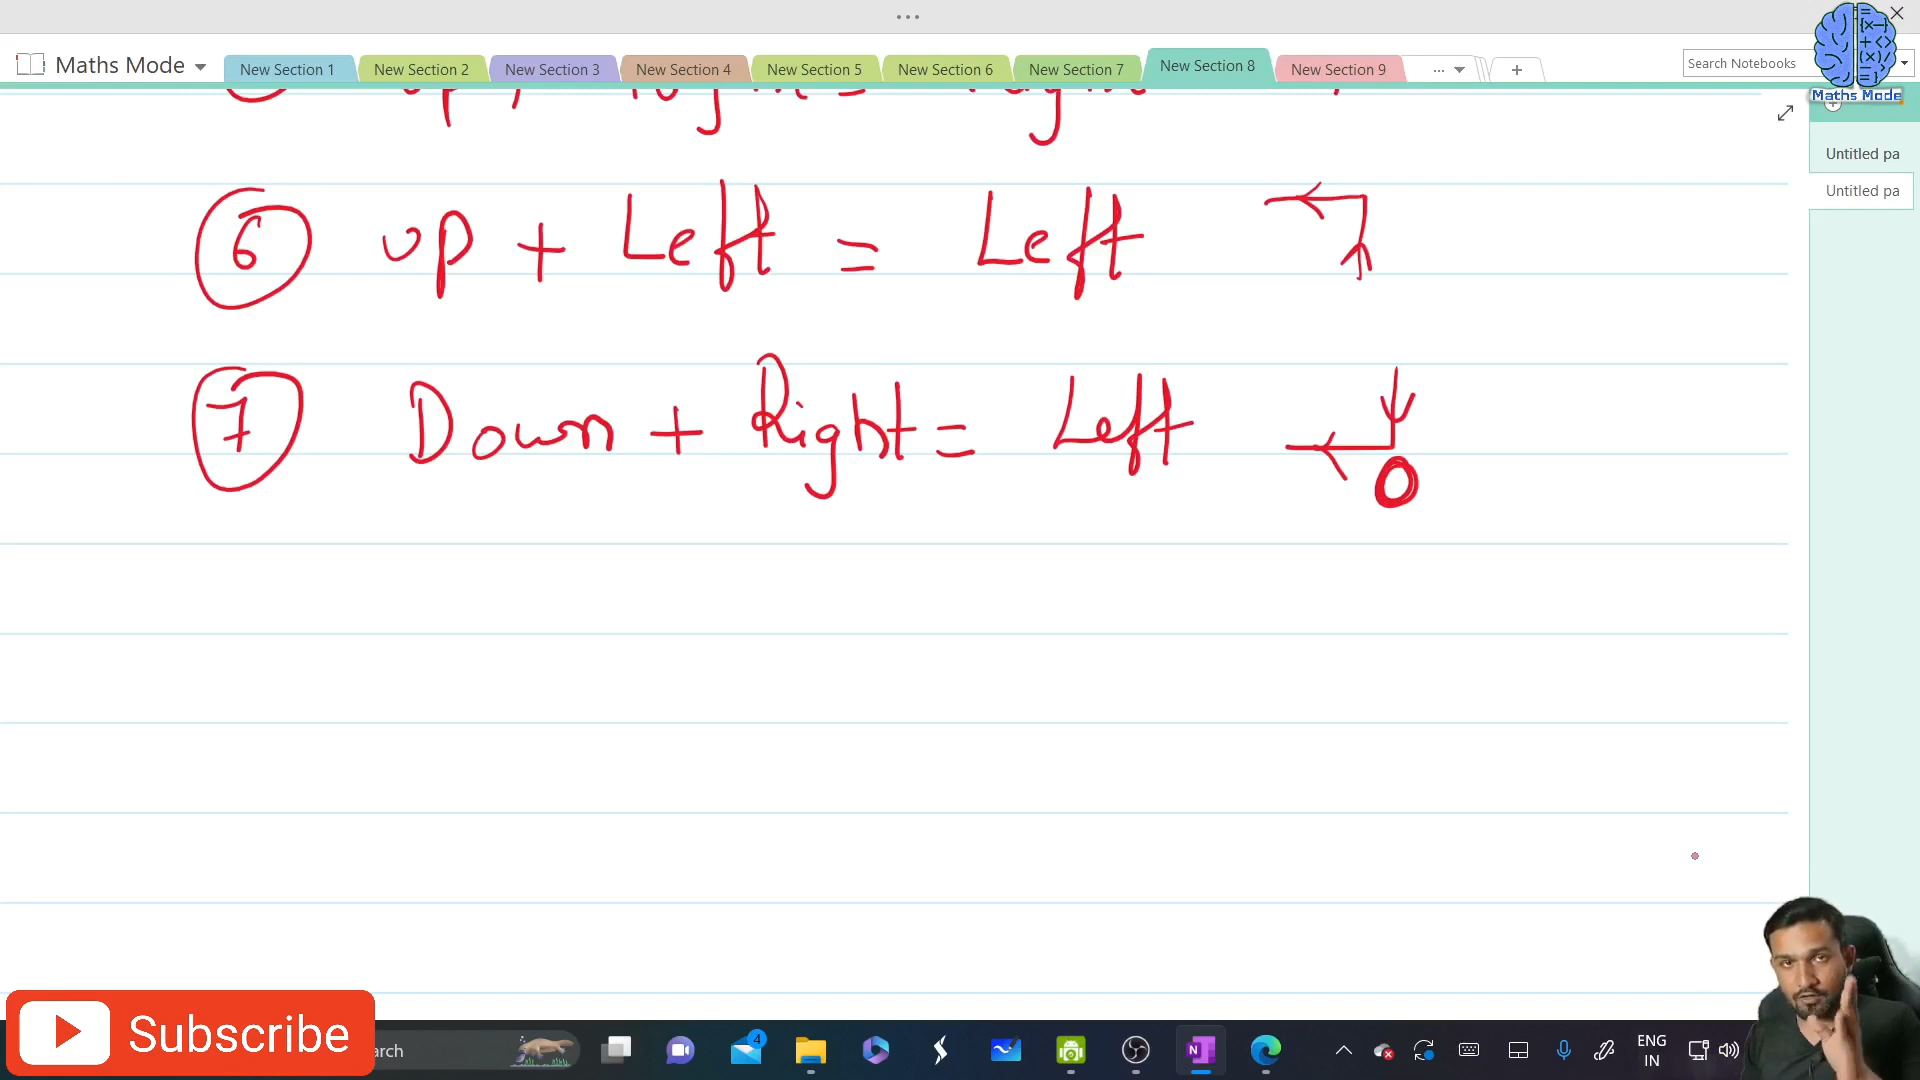 Maths Mode
New Section 1
New Section 2
New Section 3
New Section 4
New Section 5
New Section 6
New Section 7
New Section 8
New Section 9
...
Search Notebooks
Maths Mode
Untitled pa
Untitled pa
6 up + Left = Left
7 Down + Right = Left
Subscribe
arch
4
ENG
IN